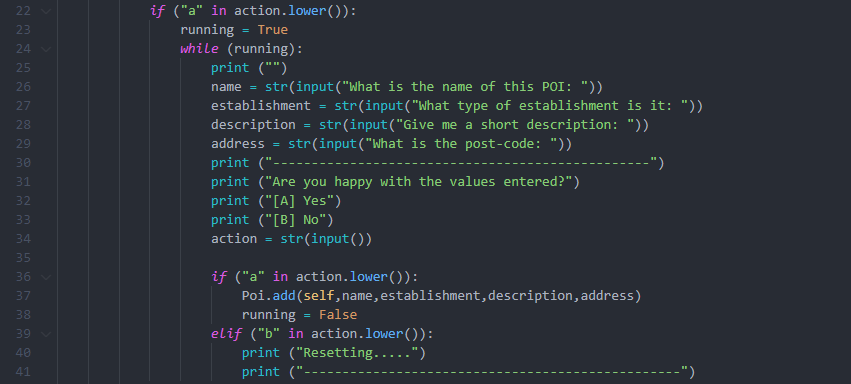 22 if ("a" in action.lower()):
23 running = True
24 while (running):
25 print ("")
26 name = str(input("What is the name of this POI: "))
27 establishment = str(input("What type of establishment is it: "))
28 description = str(input("Give me a short description: "))
29 address = str(input("What is the post-code: "))
30 print ("-------------------------------------------------")
31 print ("Are you happy with the values entered?")
32 print ("[A] Yes")
33 print ("[B] No")
34 action = str(input())
35
36 if ("a" in action.lower()):
37 Poi.add(self,name,establishment,description,address)
38 running = False
39 elif ("b" in action.lower()):
40 print ("Resetting.....")
41 print ("-------------------------------------------------")